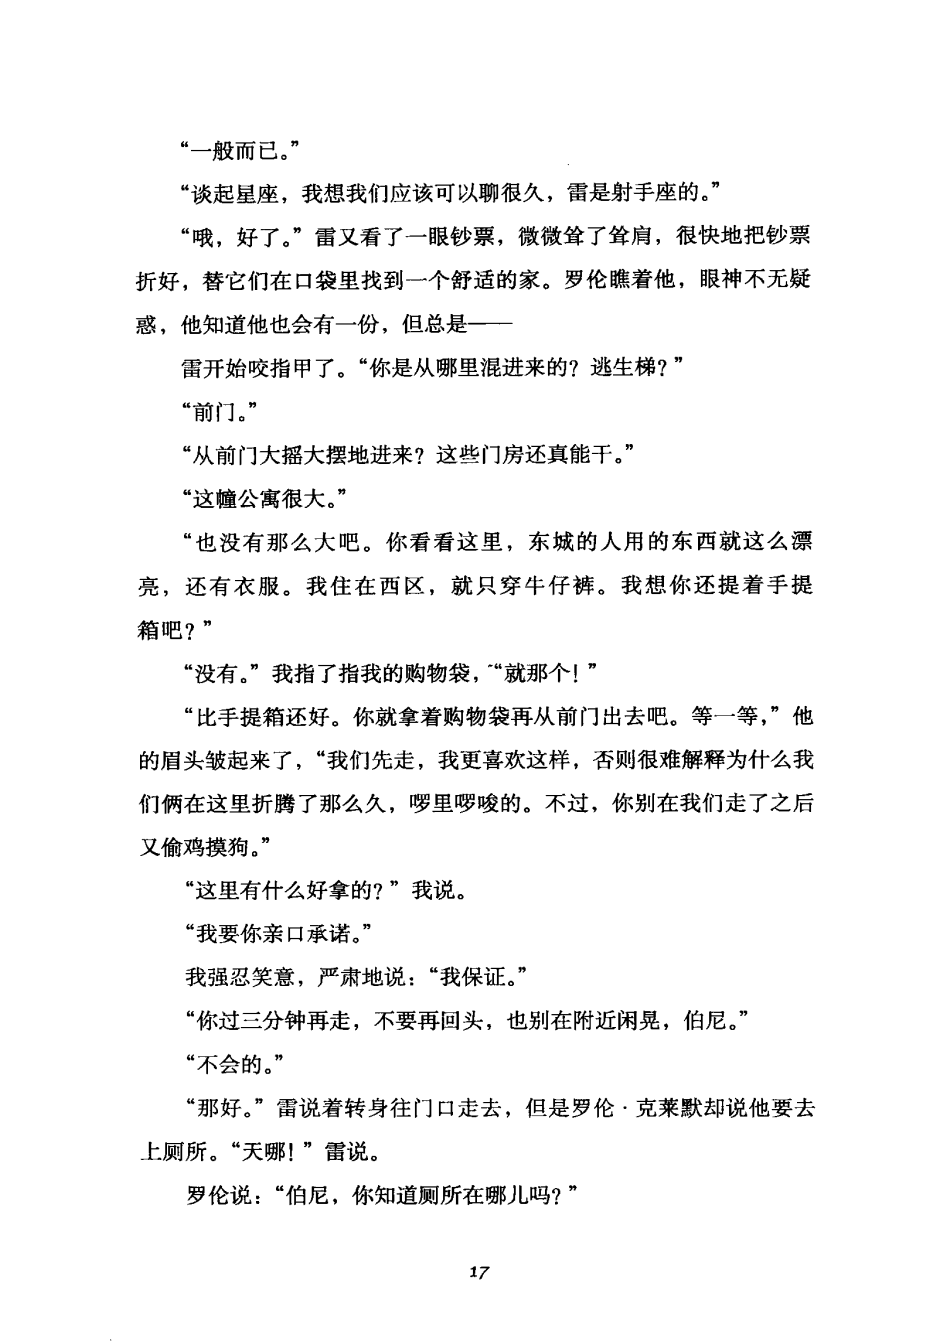 “一般而已。”
“谈起星座，我想我们应该可以聊很久，雷是射手座的。”
“哦，好了。”雷又看了一眼钞票，微微耸了耸肩，很快地把钞票
折好，替它们在口袋里找到一个舒适的家。罗伦瞧着他，眼神不无疑
惑，他知道他也会有一份，但总是——
雷开始咬指甲了。“你是从哪里混进来的？逃生梯？”
“前门。”
“从前门大摇大摆地进来？这些门房还真能干。”
“这幢公寓很大。”
“也没有那么大吧。你看看这里，东城的人用的东西就这么漂
亮，还有衣服。我住在西区，就只穿牛仔裤。我想你还提着手提
箱吧？”
“没有。”我指了指我的购物袋，“就那个！”
“比手提箱还好。你就拿着购物袋再从前门出去吧。等一等，”他
的眉头皱起来了，“我们先走，我更喜欢这样，否则很难解释为什么我
们俩在这里折腾了那么久，啰里啰唆的。不过，你别在我们走了之后
又偷鸡摸狗。”
“这里有什么好拿的？”我说。
“我要你亲口承诺。”
我强忍笑意，严肃地说：“我保证。”
“你过三分钟再走，不要再回头，也别在附近闲晃，伯尼。”
“不会的。”
“那好。”雷说着转身往门口走去，但是罗伦·克莱默却说他要去
上厕所。“天哪！”雷说。
罗伦说：“伯尼，你知道厕所在哪儿吗？”
17